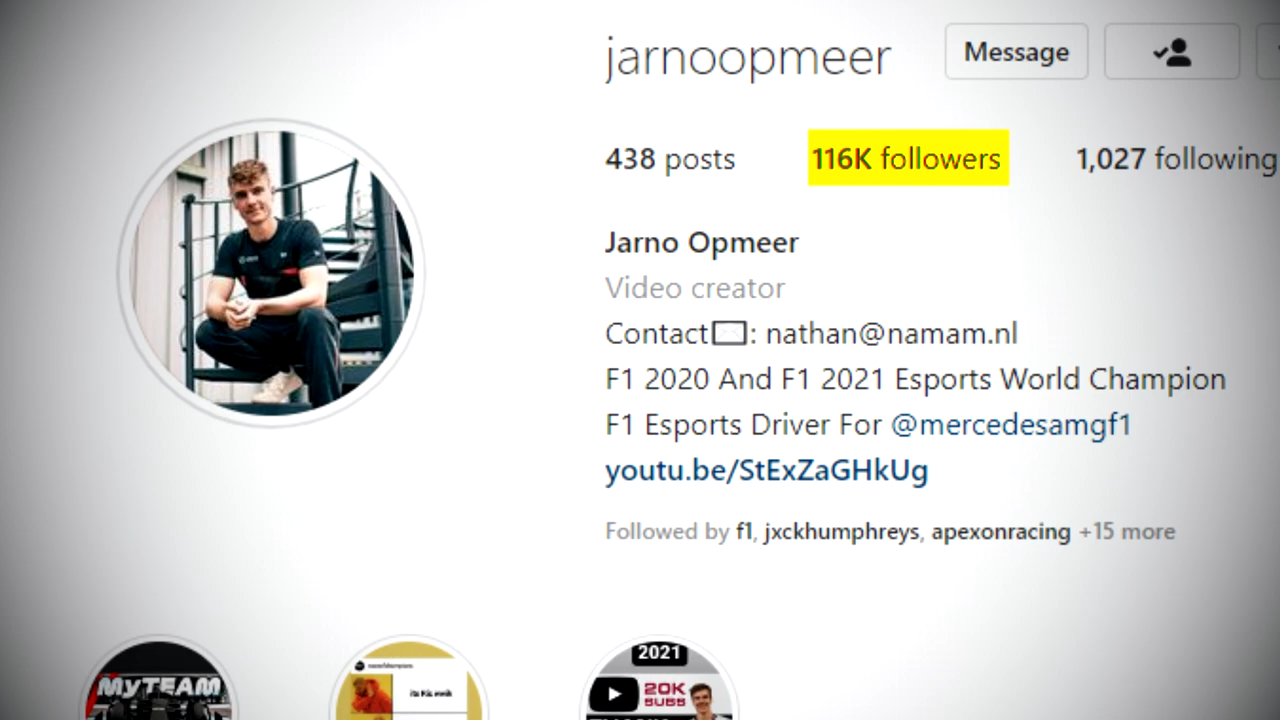 jarnoopmeer Message
438 posts 116K followers 1,027 following
Jarno Opmeer
Video creator
Contact✉️: nathan@namam.nl
F1 2020 And F1 2021 Esports World Champion
F1 Esports Driver For @mercedesamgf1
youtu.be/StExZaGHkUg
Followed by f1, jxckhumphreys, apexonracing +15 more
MyTEAM
2021
20K
SUBS